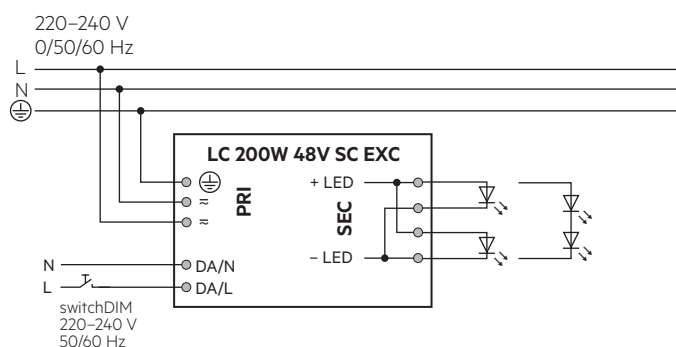 220–240 V
0/50/60 Hz
L
N
LC 200W 48V SC EXC
+ LED
PRI
≂
≂
SEC
– LED
N
DA/N
L
DA/L
switchDIM
220–240 V
50/60 Hz